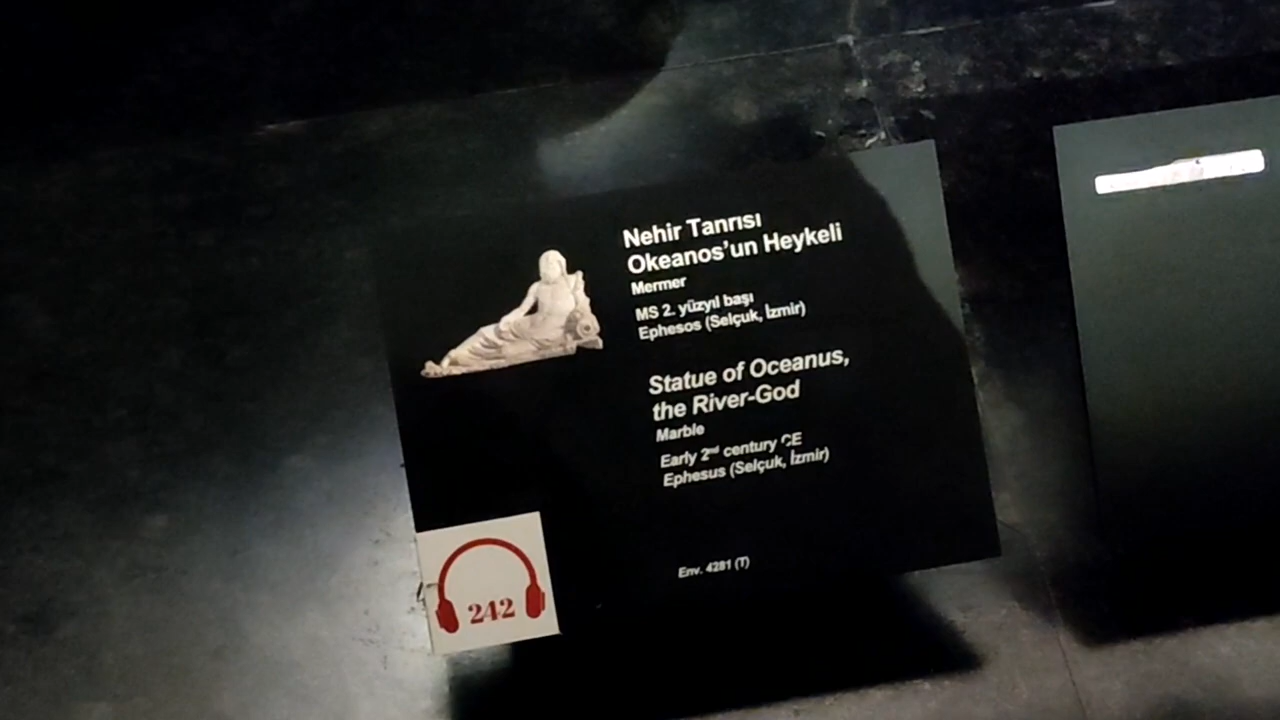 Nehir Tanrısı
Okeanos'un Heykeli
Mermer
MS 2. yüzyıl başı
Ephesos (Selçuk, İzmir)
Statue of Oceanus,
the River-God
Marble
Early 2nd century CE
Ephesus (Selçuk, İzmir)
Env. 4281 (T)
242